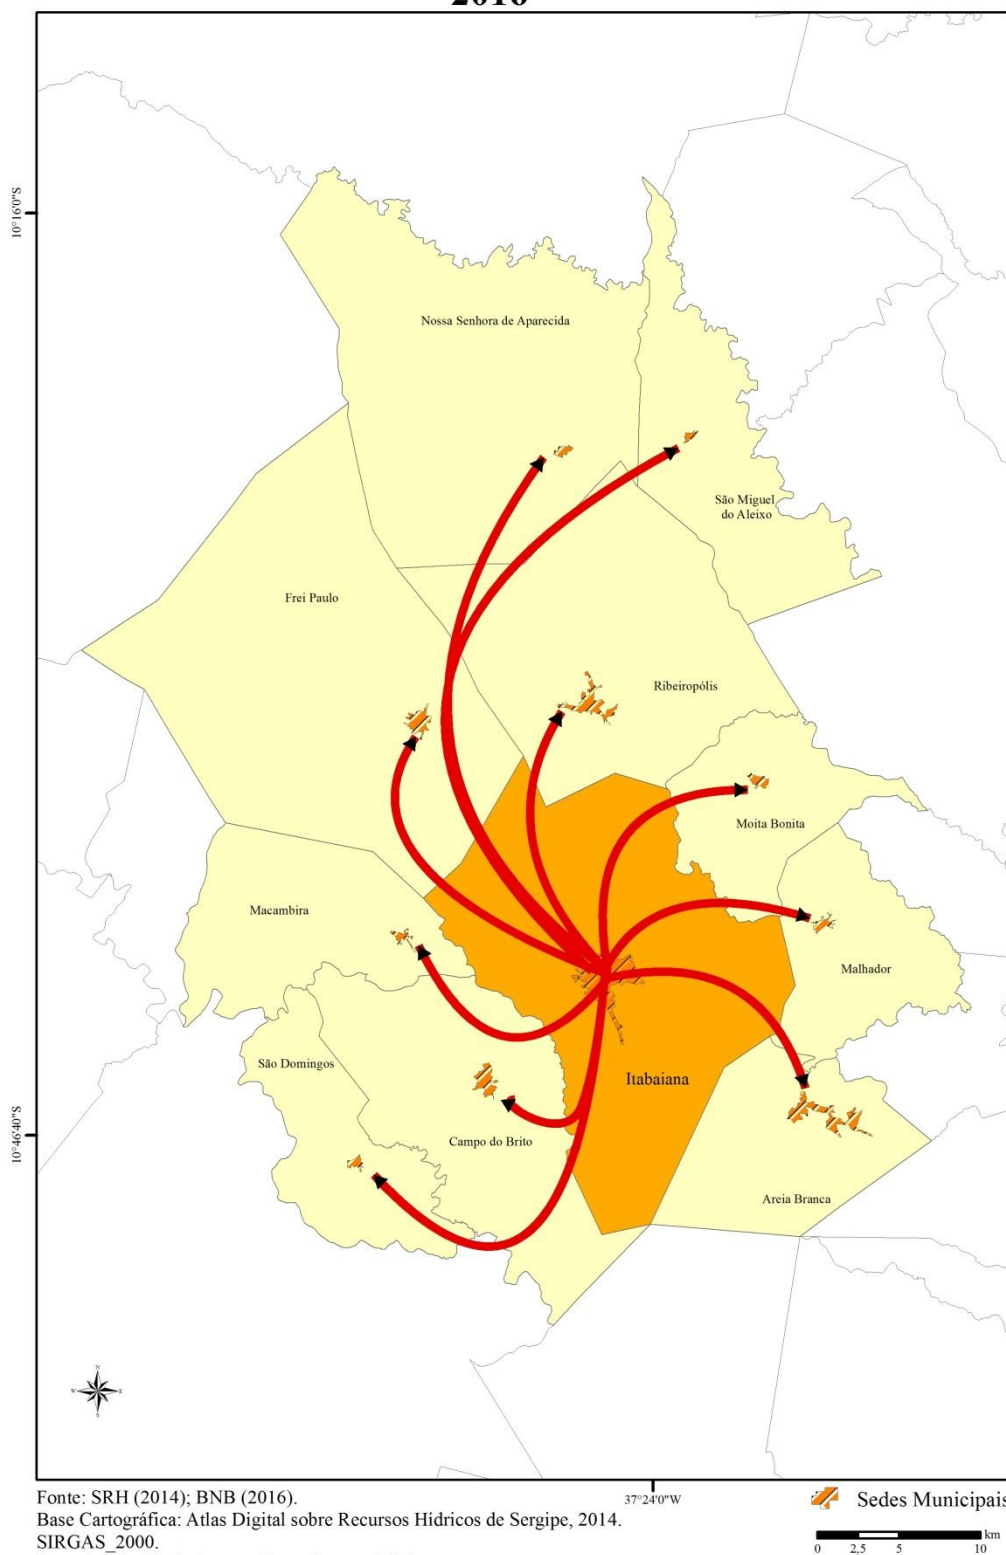 2016
10°16'0"S
Nossa Senhora de Aparecida
São Miguel
do Aleixo
Frei Paulo
Ribeirópólis
Moita Bonita
Macambira
Malhador
São Domingos
Itabaiana
10°46'40"S
Campo do Brito
Areia Branca
N
W
E
S
Fonte: SRH (2014); BNB (2016).
37°24'0"W
Sedes Municipais
Base Cartográfica: Atlas Digital sobre Recursos Hídricos de Sergipe, 2014.
SIRGAS_2000.
km
0 2,5 5 10